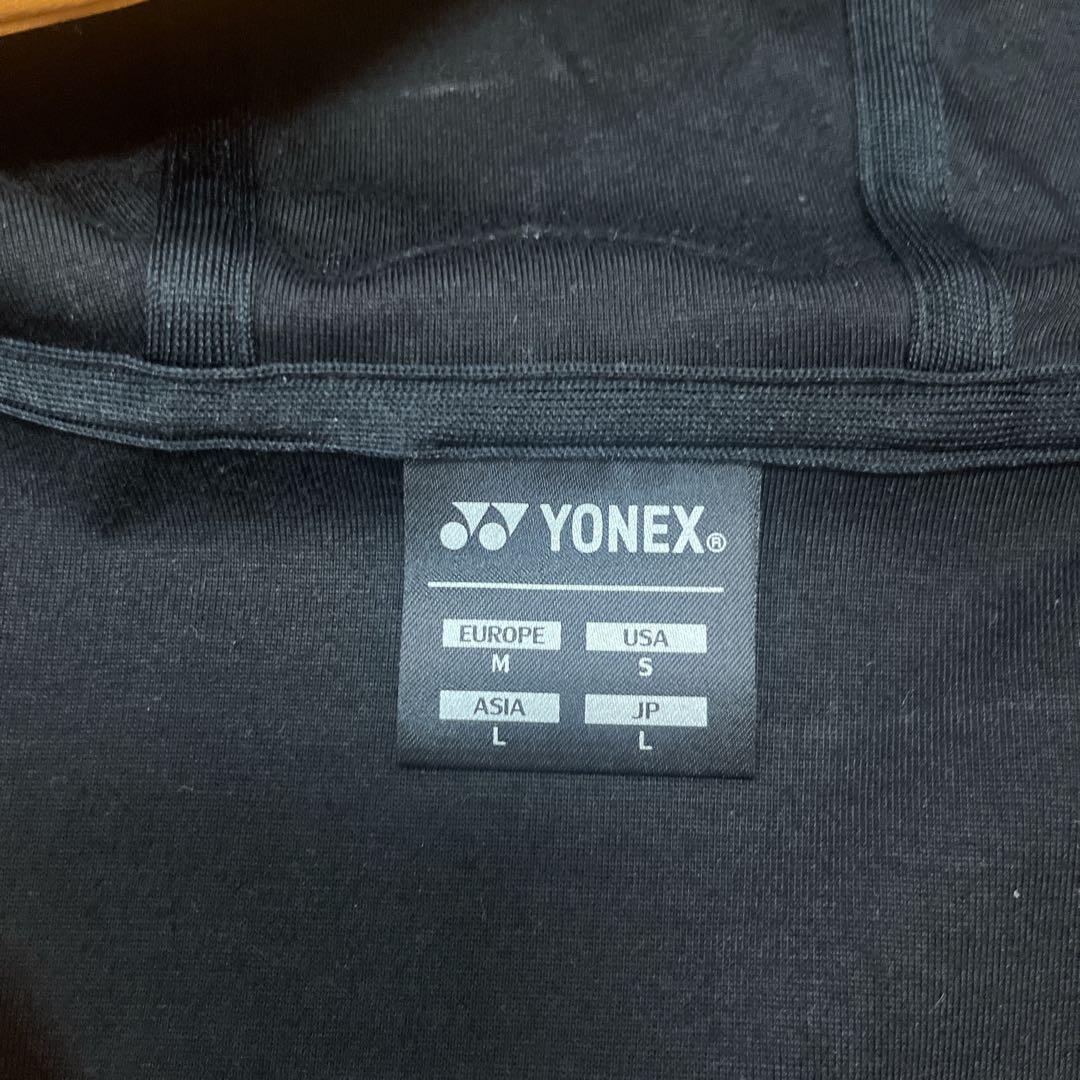 YONEX®
EUROPE USA
M S
ASIA JP
L L